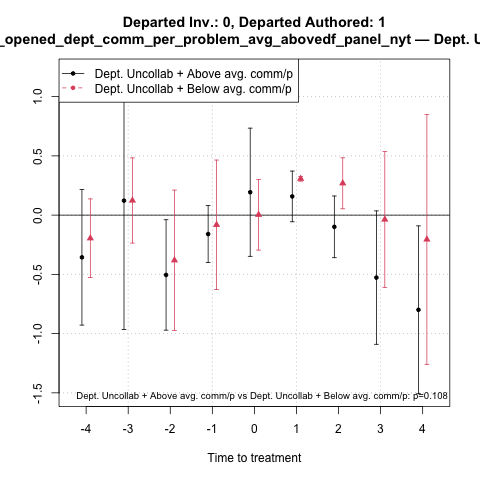 Departed Inv.: 0, Departed Authored: 1
_opened_dept_comm_per_problem_avg_abovedf_panel_nyt — Dept. U
Dept. Uncollab + Above avg. comm/p
Dept. Uncollab + Below avg. comm/p
1.0
0.5
0.0
-0.5
-1.0
-1.5
Dept. Uncollab + Above avg. comm/p vs Dept. Uncollab + Below avg. comm/p: p=0.108
-4 -3 -2 -1 0 1 2 3 4
Time to treatment